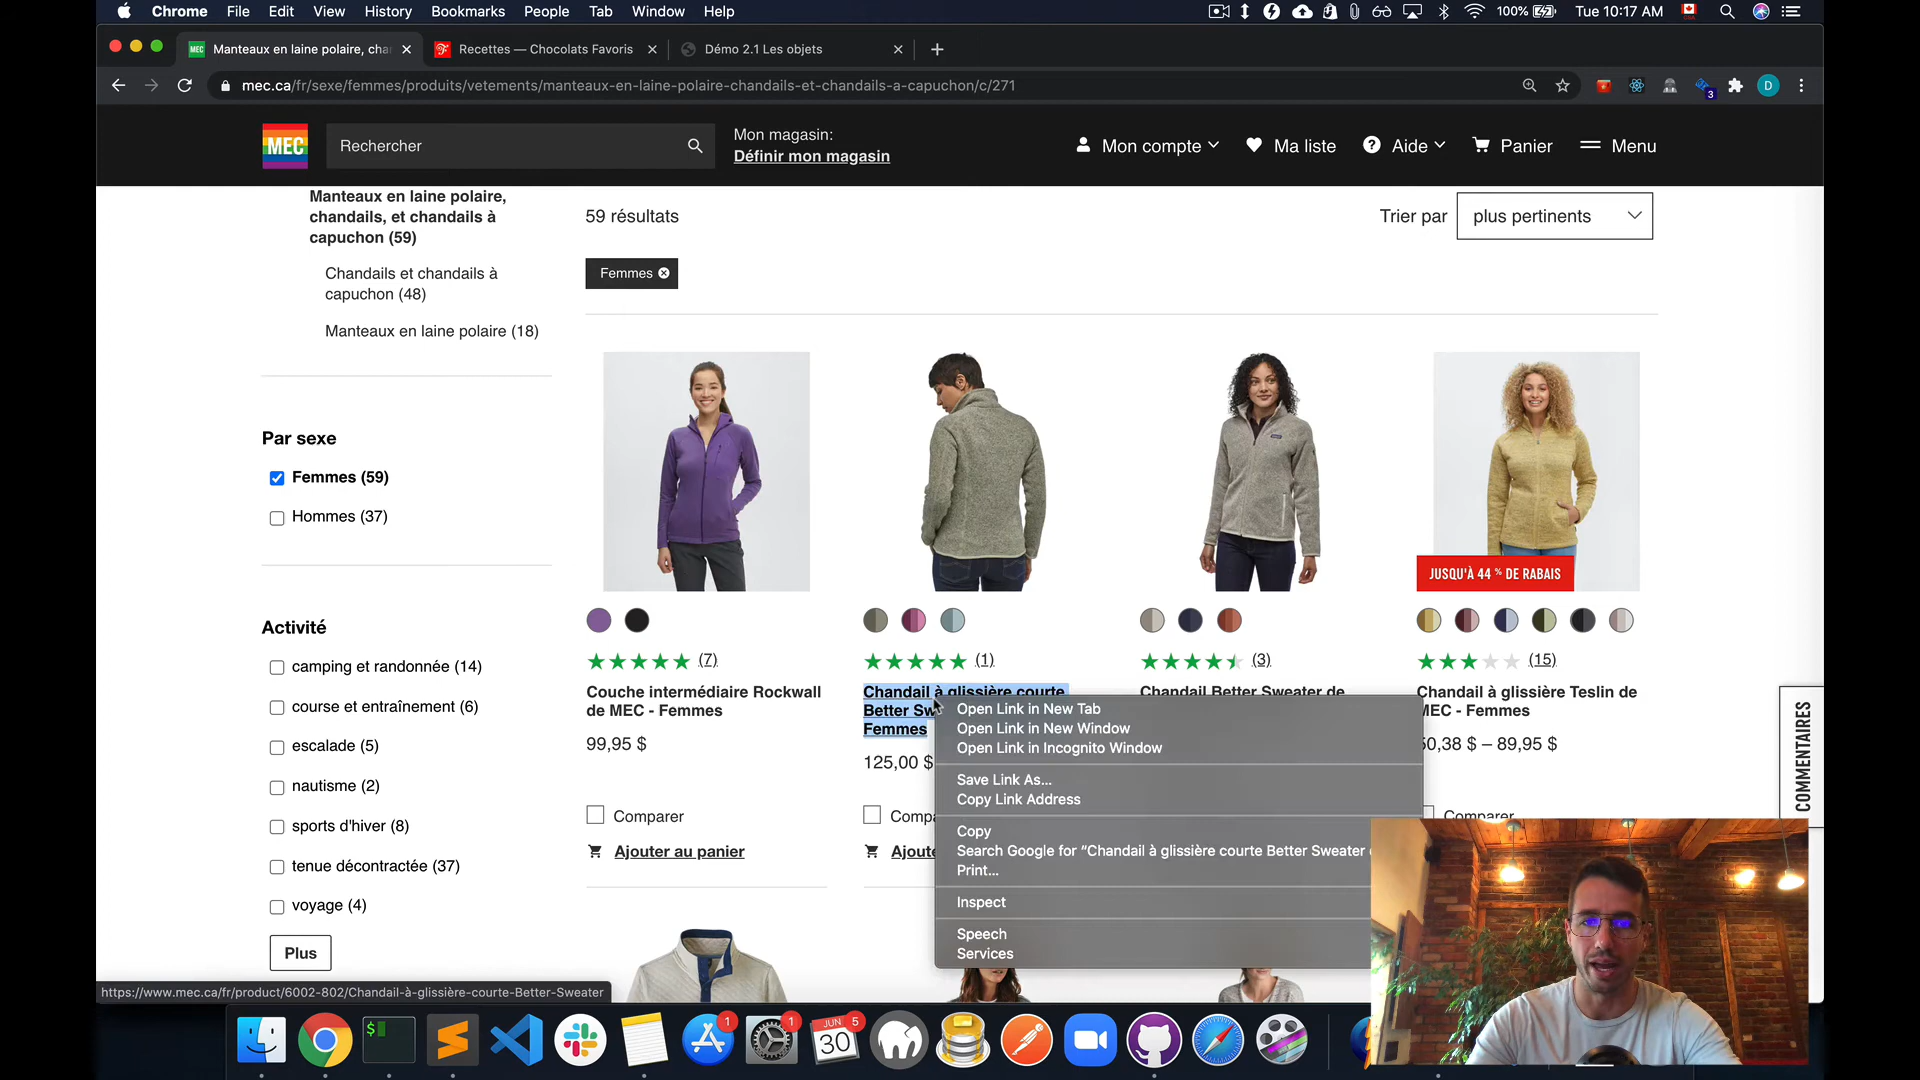 Chrome File Edit View History Bookmarks People Tab Window Help 100% Tue 10:17 AM
MEC Manteaux en laine polaire, cha Recettes — Chocolats Favoris Démo 2.1 Les objets
mec.ca/fr/sexe/femmes/produits/vetements/manteaux-en-laine-polaire-chandails-et-chandails-a-capuchon/c/271 3 D
MEC Rechercher Mon magasin: Définir mon magasin Mon compte Ma liste Aide Panier Menu
Manteaux en laine polaire,
chandails, et chandails à
capuchon (59)
Chandails et chandails à
capuchon (48)
Manteaux en laine polaire (18)
59 résultats
Trier par plus pertinents
Femmes
Par sexe
Femmes (59)
Hommes (37)
Activité
camping et randonnée (14)
course et entraînement (6)
escalade (5)
nautisme (2)
sports d'hiver (8)
tenue décontractée (37)
voyage (4)
Plus
(7)
Couche intermédiaire Rockwall
de MEC - Femmes
99,95 $
Comparer
Ajouter au panier
(1)
Chandail à glissière courte
Better Sw
Femmes
125,00 $
Compa
Ajoute
(3)
Chandail Better Sweater de
JUSQU'À 44 % DE RABAIS
(15)
Chandail à glissière Teslin de
MEC - Femmes
50,38 $ – 89,95 $
Comparer
COMMENTAIRES
Open Link in New Tab
Open Link in New Window
Open Link in Incognito Window
Save Link As...
Copy Link Address
Copy
Search Google for “Chandail à glissière courte Better Sweater
Print...
Inspect
Speech
Services
https://www.mec.ca/fr/product/6002-802/Chandail-à-glissière-courte-Better-Sweater
$
1
1
JUN 5
30